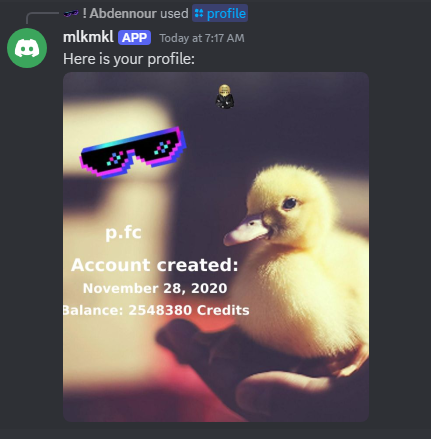 ! Abdennour used profile
mlkmkl APP Today at 7:17 AM
Here is your profile:
p.fc
Account created:
November 28, 2020
Balance: 2548380 Credits